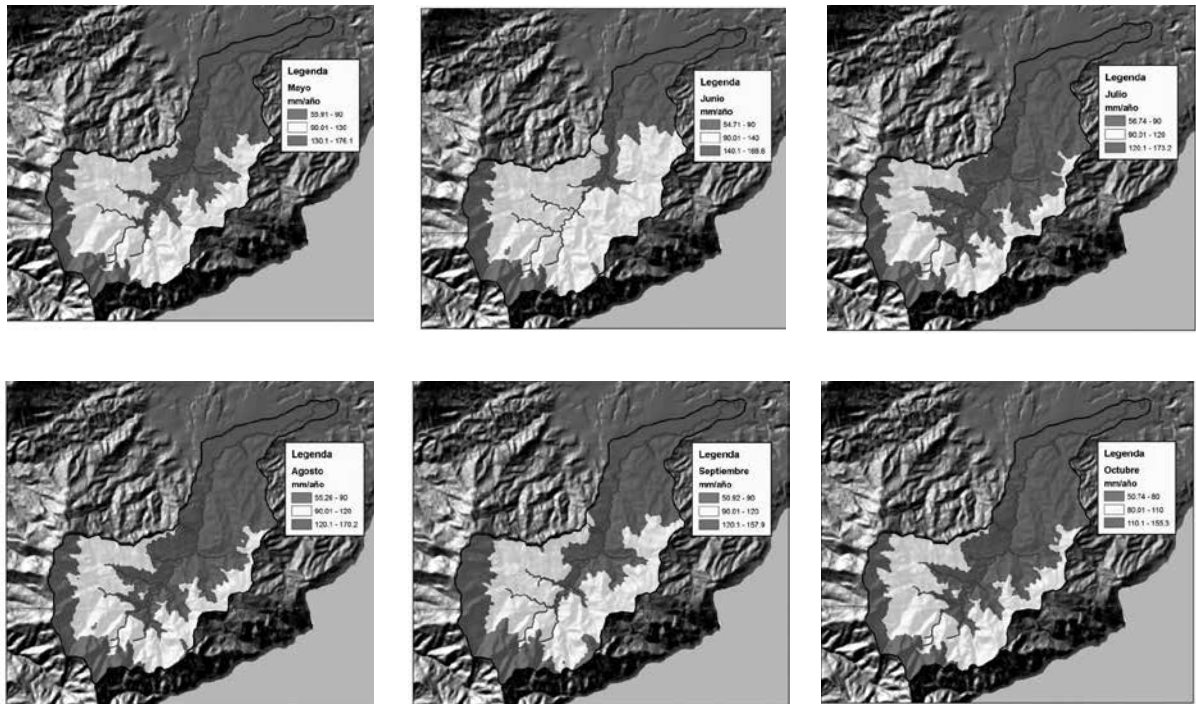 Legenda
Mayo
mm/año
55.91 - 90
90.01 - 130
130.1 - 176.1
Legenda
Junio
mm/año
54.71 - 90
90.01 - 140
140.1 - 168.6
Legenda
Julio
mm/año
56.74 - 90
90.01 - 120
120.1 - 173.2
Legenda
Agosto
mm/año
55.26 - 90
90.01 - 120
120.1 - 170.2
Legenda
Septiembre
mm/año
50.92 - 90
90.01 - 120
120.1 - 157.9
Legenda
Octubre
mm/año
50.74 - 80
80.01 - 110
110.1 - 155.5